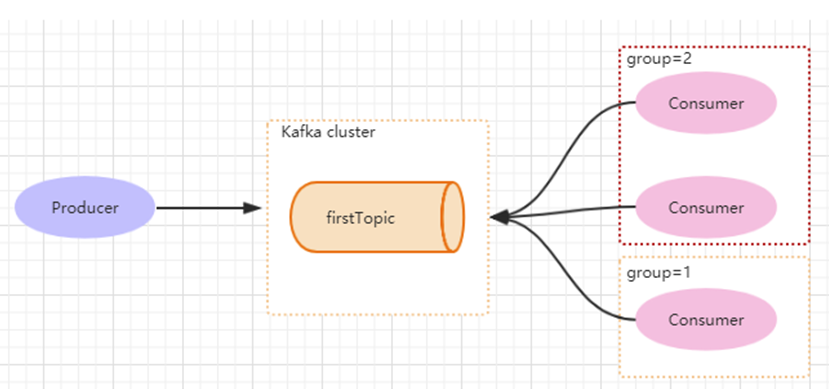 group=2
Consumer
Kafka cluster
Producer
firstTopic
Consumer
group=1
Consumer